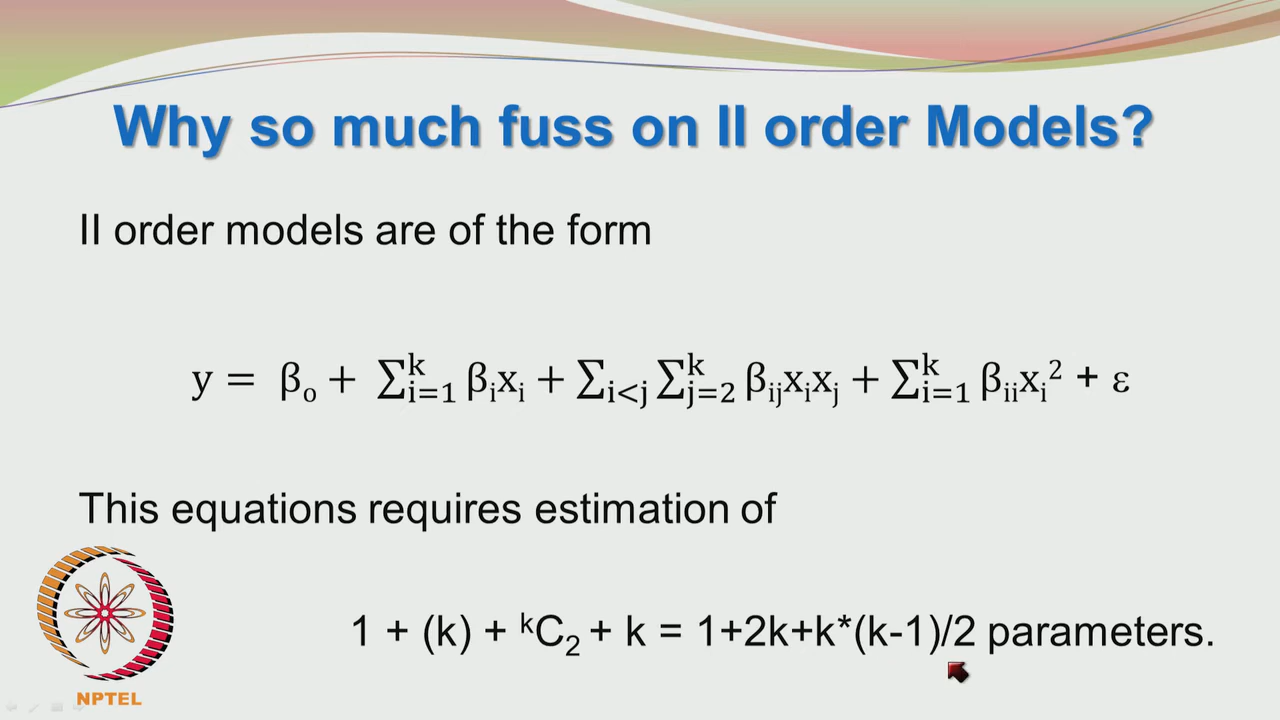 Why so much fuss on II order Models?
II order models are of the form
y = β₀ + ∑ᵏᵢ₌₁ βᵢxᵢ + ∑i<j ∑ᵏⱼ₌₂ βᵢⱼxᵢxⱼ + ∑ᵏᵢ₌₁ βᵢᵢxᵢ² + ε
This equations requires estimation of
1 + (k) + ᵏC₂ + k = 1+2k+k*(k-1)/2 parameters.
NPTEL